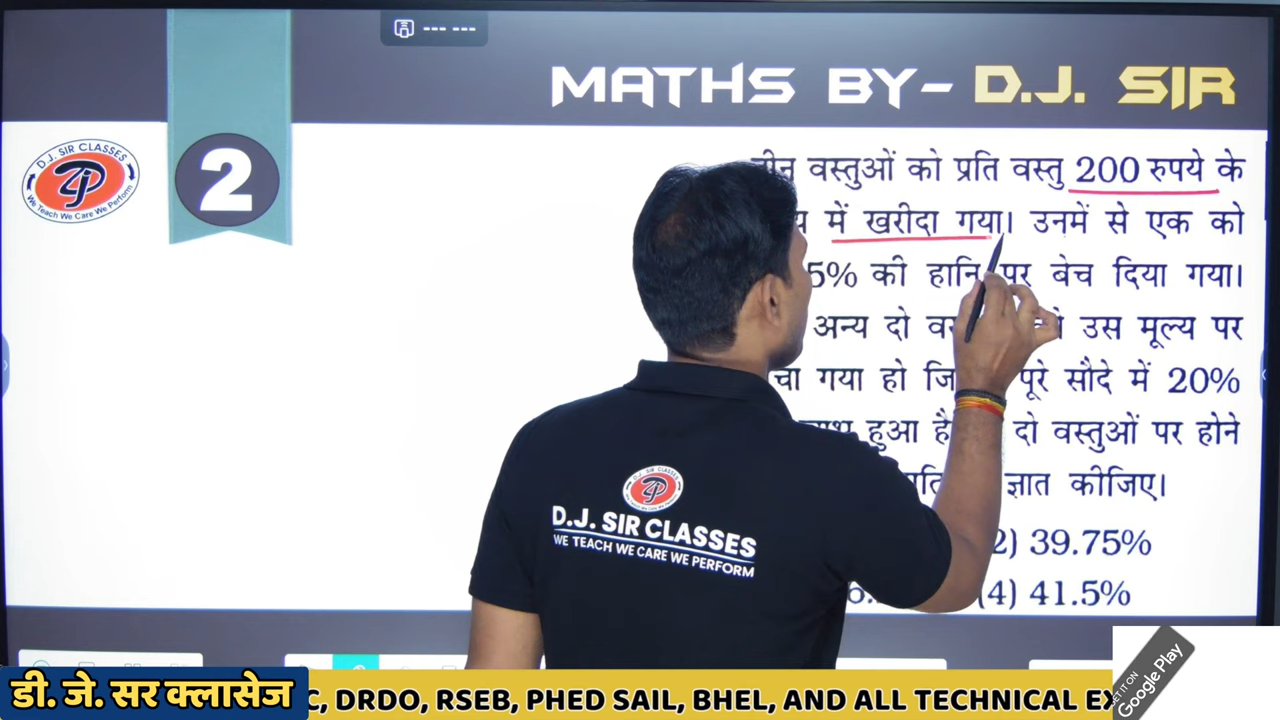 --- ---
MATHS BY- D.J. SIR
D.J. SIR CLASSES
We Teach We Care We Perform
2
वस्तुओं को प्रति वस्तु 200 रुपये के
में खरीदा गया। उनमें से एक को
5% की हानि पर बेच दिया गया।
अन्य दो उस मूल्य पर
गया हो पूरे सौदे में 20%
हुआ दो वस्तुओं पर होने
ज्ञात कीजिए।
2) 39.75%
(4) 41.5%
D.J. SIR CLASSES
WE TEACH WE CARE WE PERFORM
डी. जे. सर क्लासेज
C, DRDO, RSEB, PHED SAIL, BHEL, AND ALL TECHNICAL EX
GET IT ON
Google Play